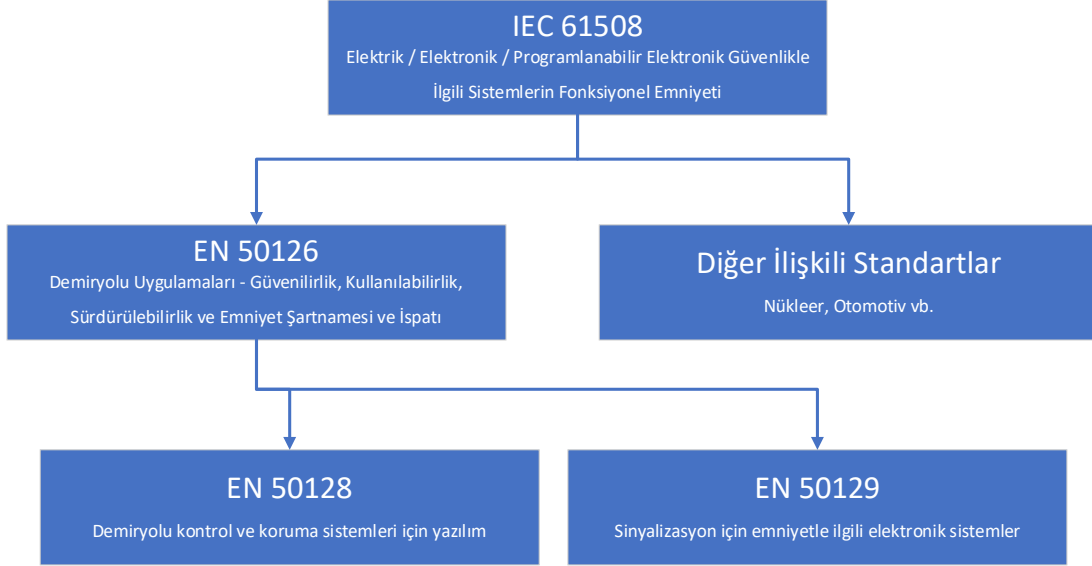 IEC 61508
Elektrik / Elektronik / Programlanabilir Elektronik Güvenlikle
İlgili Sistemlerin Fonksiyonel Emniyeti
EN 50126
Demiryolu Uygulamaları - Güvenilirlik, Kullanılabilirlik,
Sürdürülebilirlik ve Emniyet Şartnamesi ve İspatı
Diğer İlişkili Standartlar
Nükleer, Otomotiv vb.
EN 50128
Demiryolu kontrol ve koruma sistemleri için yazılım
EN 50129
Sinyalizasyon için emniyetle ilgili elektronik sistemler